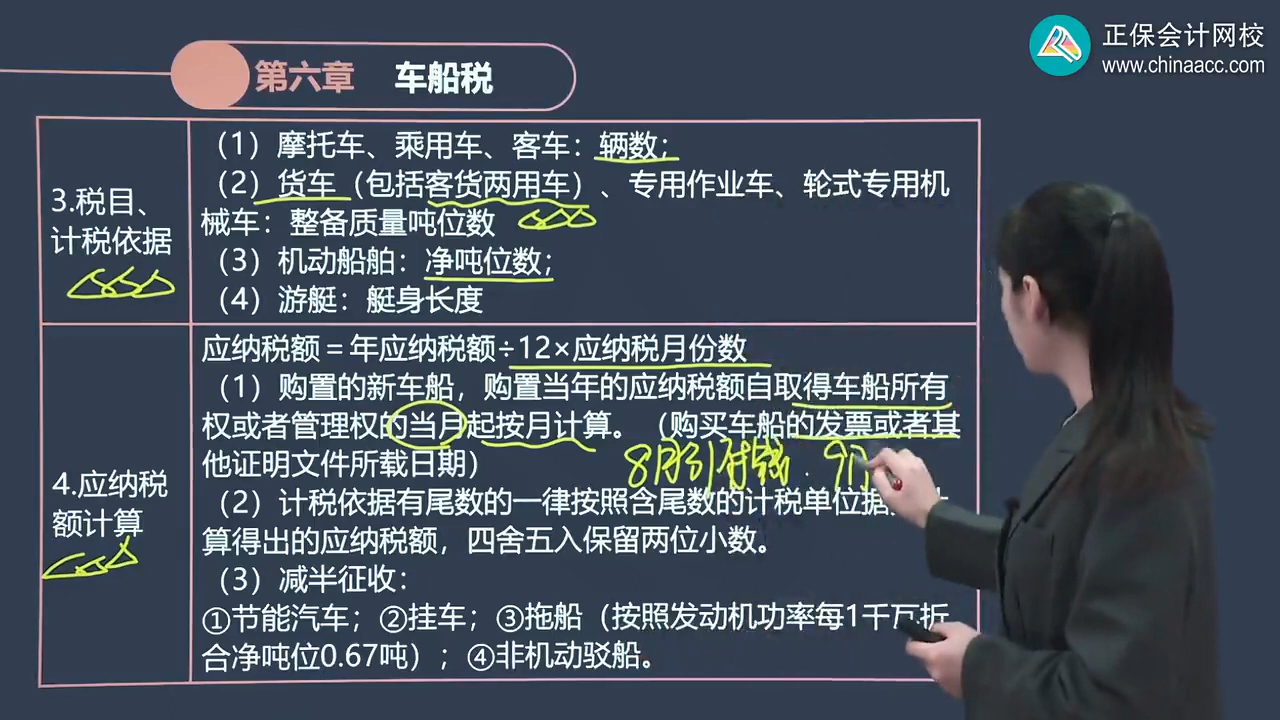 正保会计网校
www.chinaacc.com
第六章 车船税
3.税目、
计税依据
（1）摩托车、乘用车、客车：辆数；
（2）货车（包括客货两用车）、专用作业车、轮式专用机
械车：整备质量吨位数
（3）机动船舶：净吨位数；
（4）游艇：艇身长度
4.应纳税
额计算
应纳税额＝年应纳税额÷12×应纳税月份数
（1）购置的新车船，购置当年的应纳税额自取得车船所有
权或者管理权的当月起按月计算。（购买车船的发票或者其
他证明文件所载日期）
8月
付钱
（2）计税依据有尾数的一律按照含尾数的计税单位据
算得出的应纳税额，四舍五入保留两位小数。
（3）减半征收：
①节能汽车；②挂车；③拖船（按照发动机功率每1千瓦折
合净吨位0.67吨）；④非机动驳船。